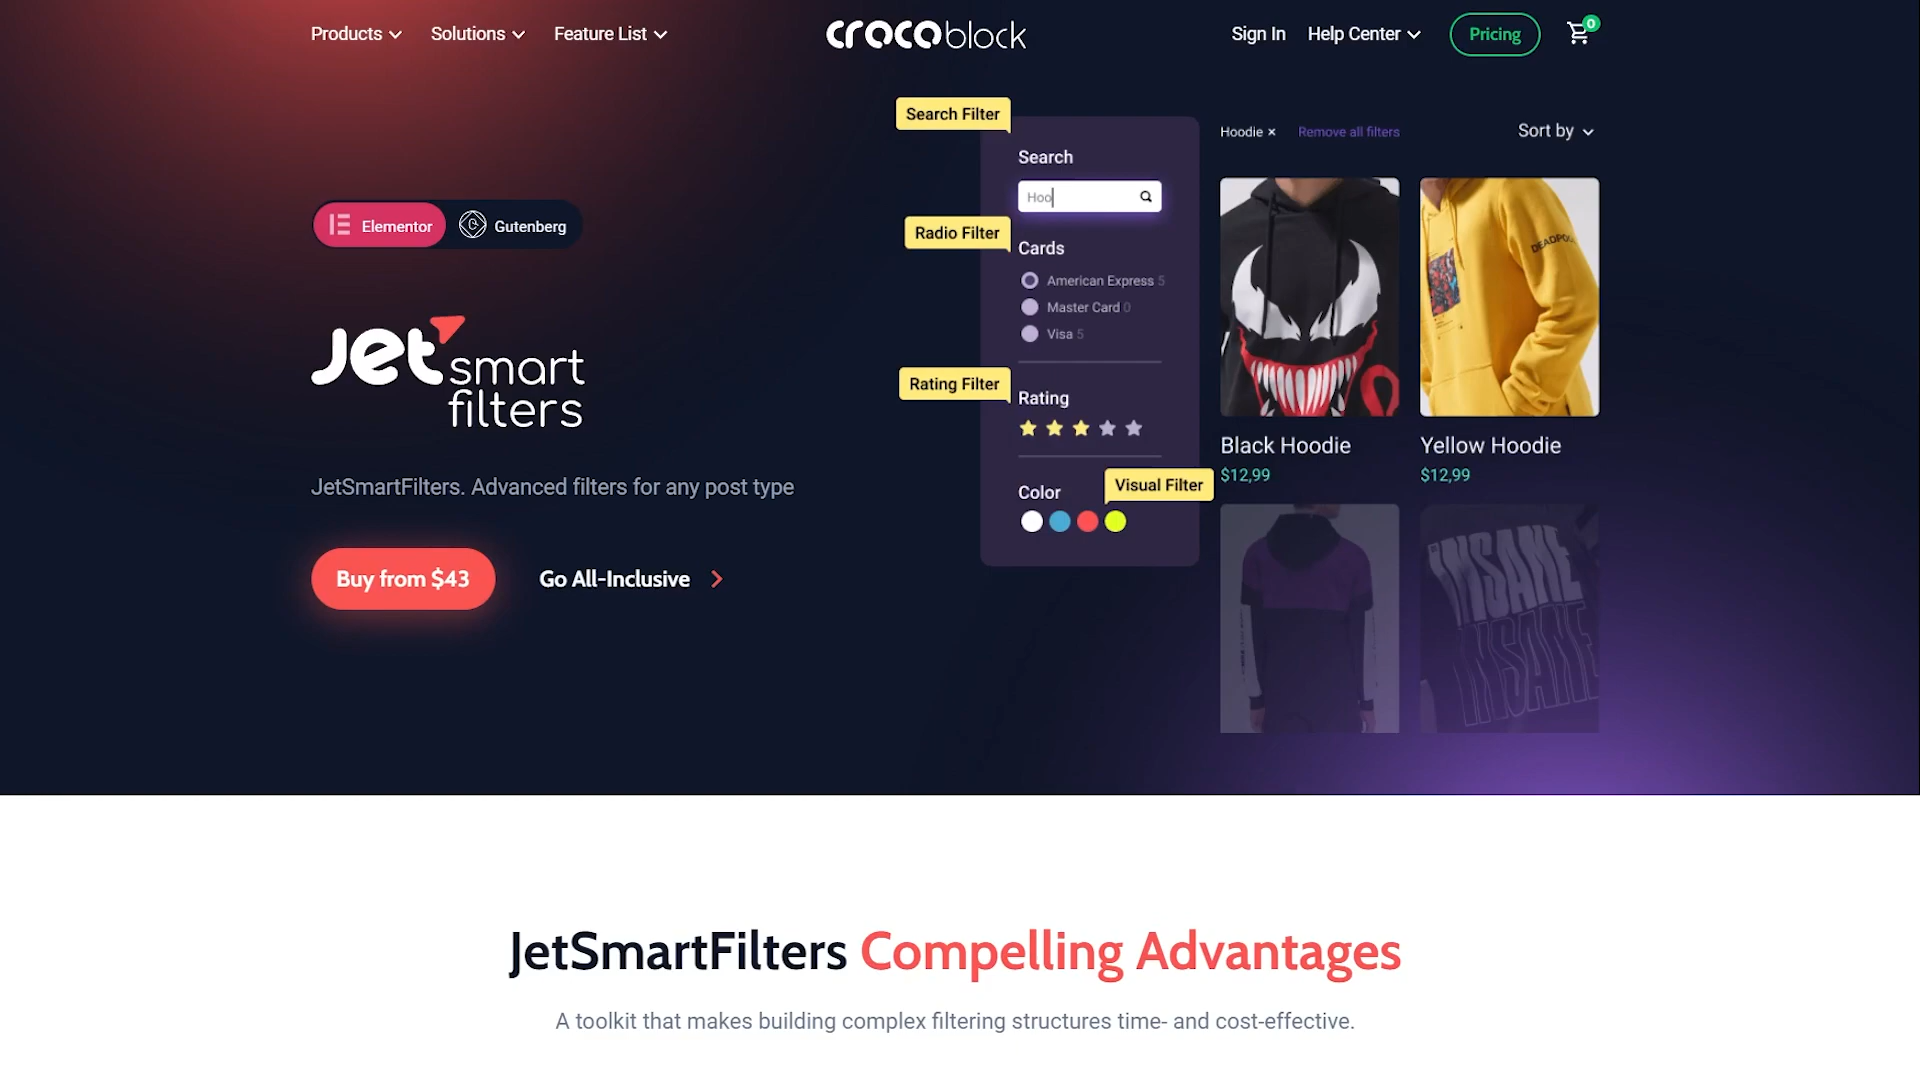 Products
Solutions
Feature List
crocoblock
Sign In
Help Center
Pricing
0
Search Filter
Search
Hoo
Radio Filter
Cards
American Express 5
Master Card 0
Visa 5
Rating Filter
Rating
Color
Visual Filter
Hoodie ×
Remove all filters
Sort by
DEADPOOL
Black Hoodie
$12,99
Yellow Hoodie
$12,99
INSANE
INSANE
Elementor
Gutenberg
Jet smart
filters
JetSmartFilters. Advanced filters for any post type
Buy from $43
Go All-Inclusive
JetSmartFilters Compelling Advantages
A toolkit that makes building complex filtering structures time- and cost-effective.